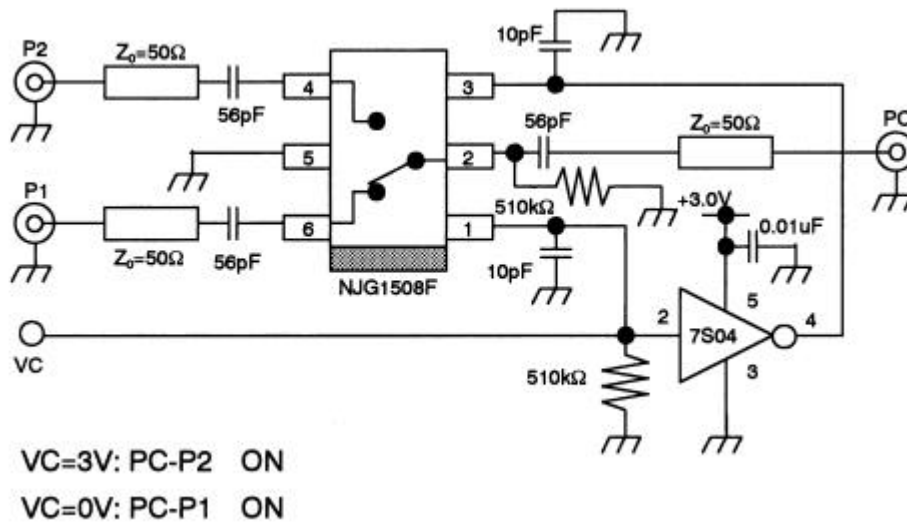 P2
Z₀=50Ω
56pF
4
10pF
3
PC
5
56pF
Z₀=50Ω
2
P1
510kΩ
+3.0V
0.01uF
6
1
Z₀=50Ω
56pF
10pF
NJG1508F
5
2
7S04
4
VC
510kΩ
3
VC=3V: PC-P2 ON
VC=0V: PC-P1 ON